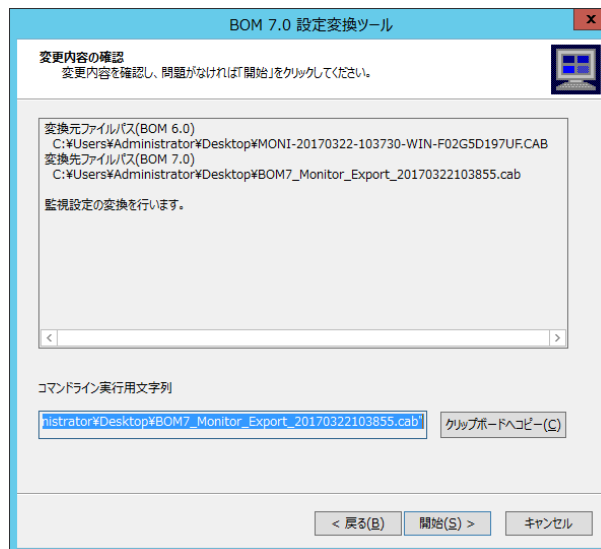 BOM 7.0 設定変換ツール
x
変更内容の確認
変更内容を確認し、問題がなければ「開始」をクリックしてください。
変換元ファイルパス(BOM 6.0)
C:¥Users¥Administrator¥Desktop¥MONI-20170322-103730-WIN-F02G5D197UF.CAB
変換先ファイルパス(BOM 7.0)
C:¥Users¥Administrator¥Desktop¥BOM7_Monitor_Export_20170322103855.cab
監視設定の変換を行います。
コマンドライン実行用文字列
nistrator¥Desktop¥BOM7_Monitor_Export_20170322103855.cab"
クリップボードへコピー(C)
< 戻る(B)
開始(S) >
キャンセル